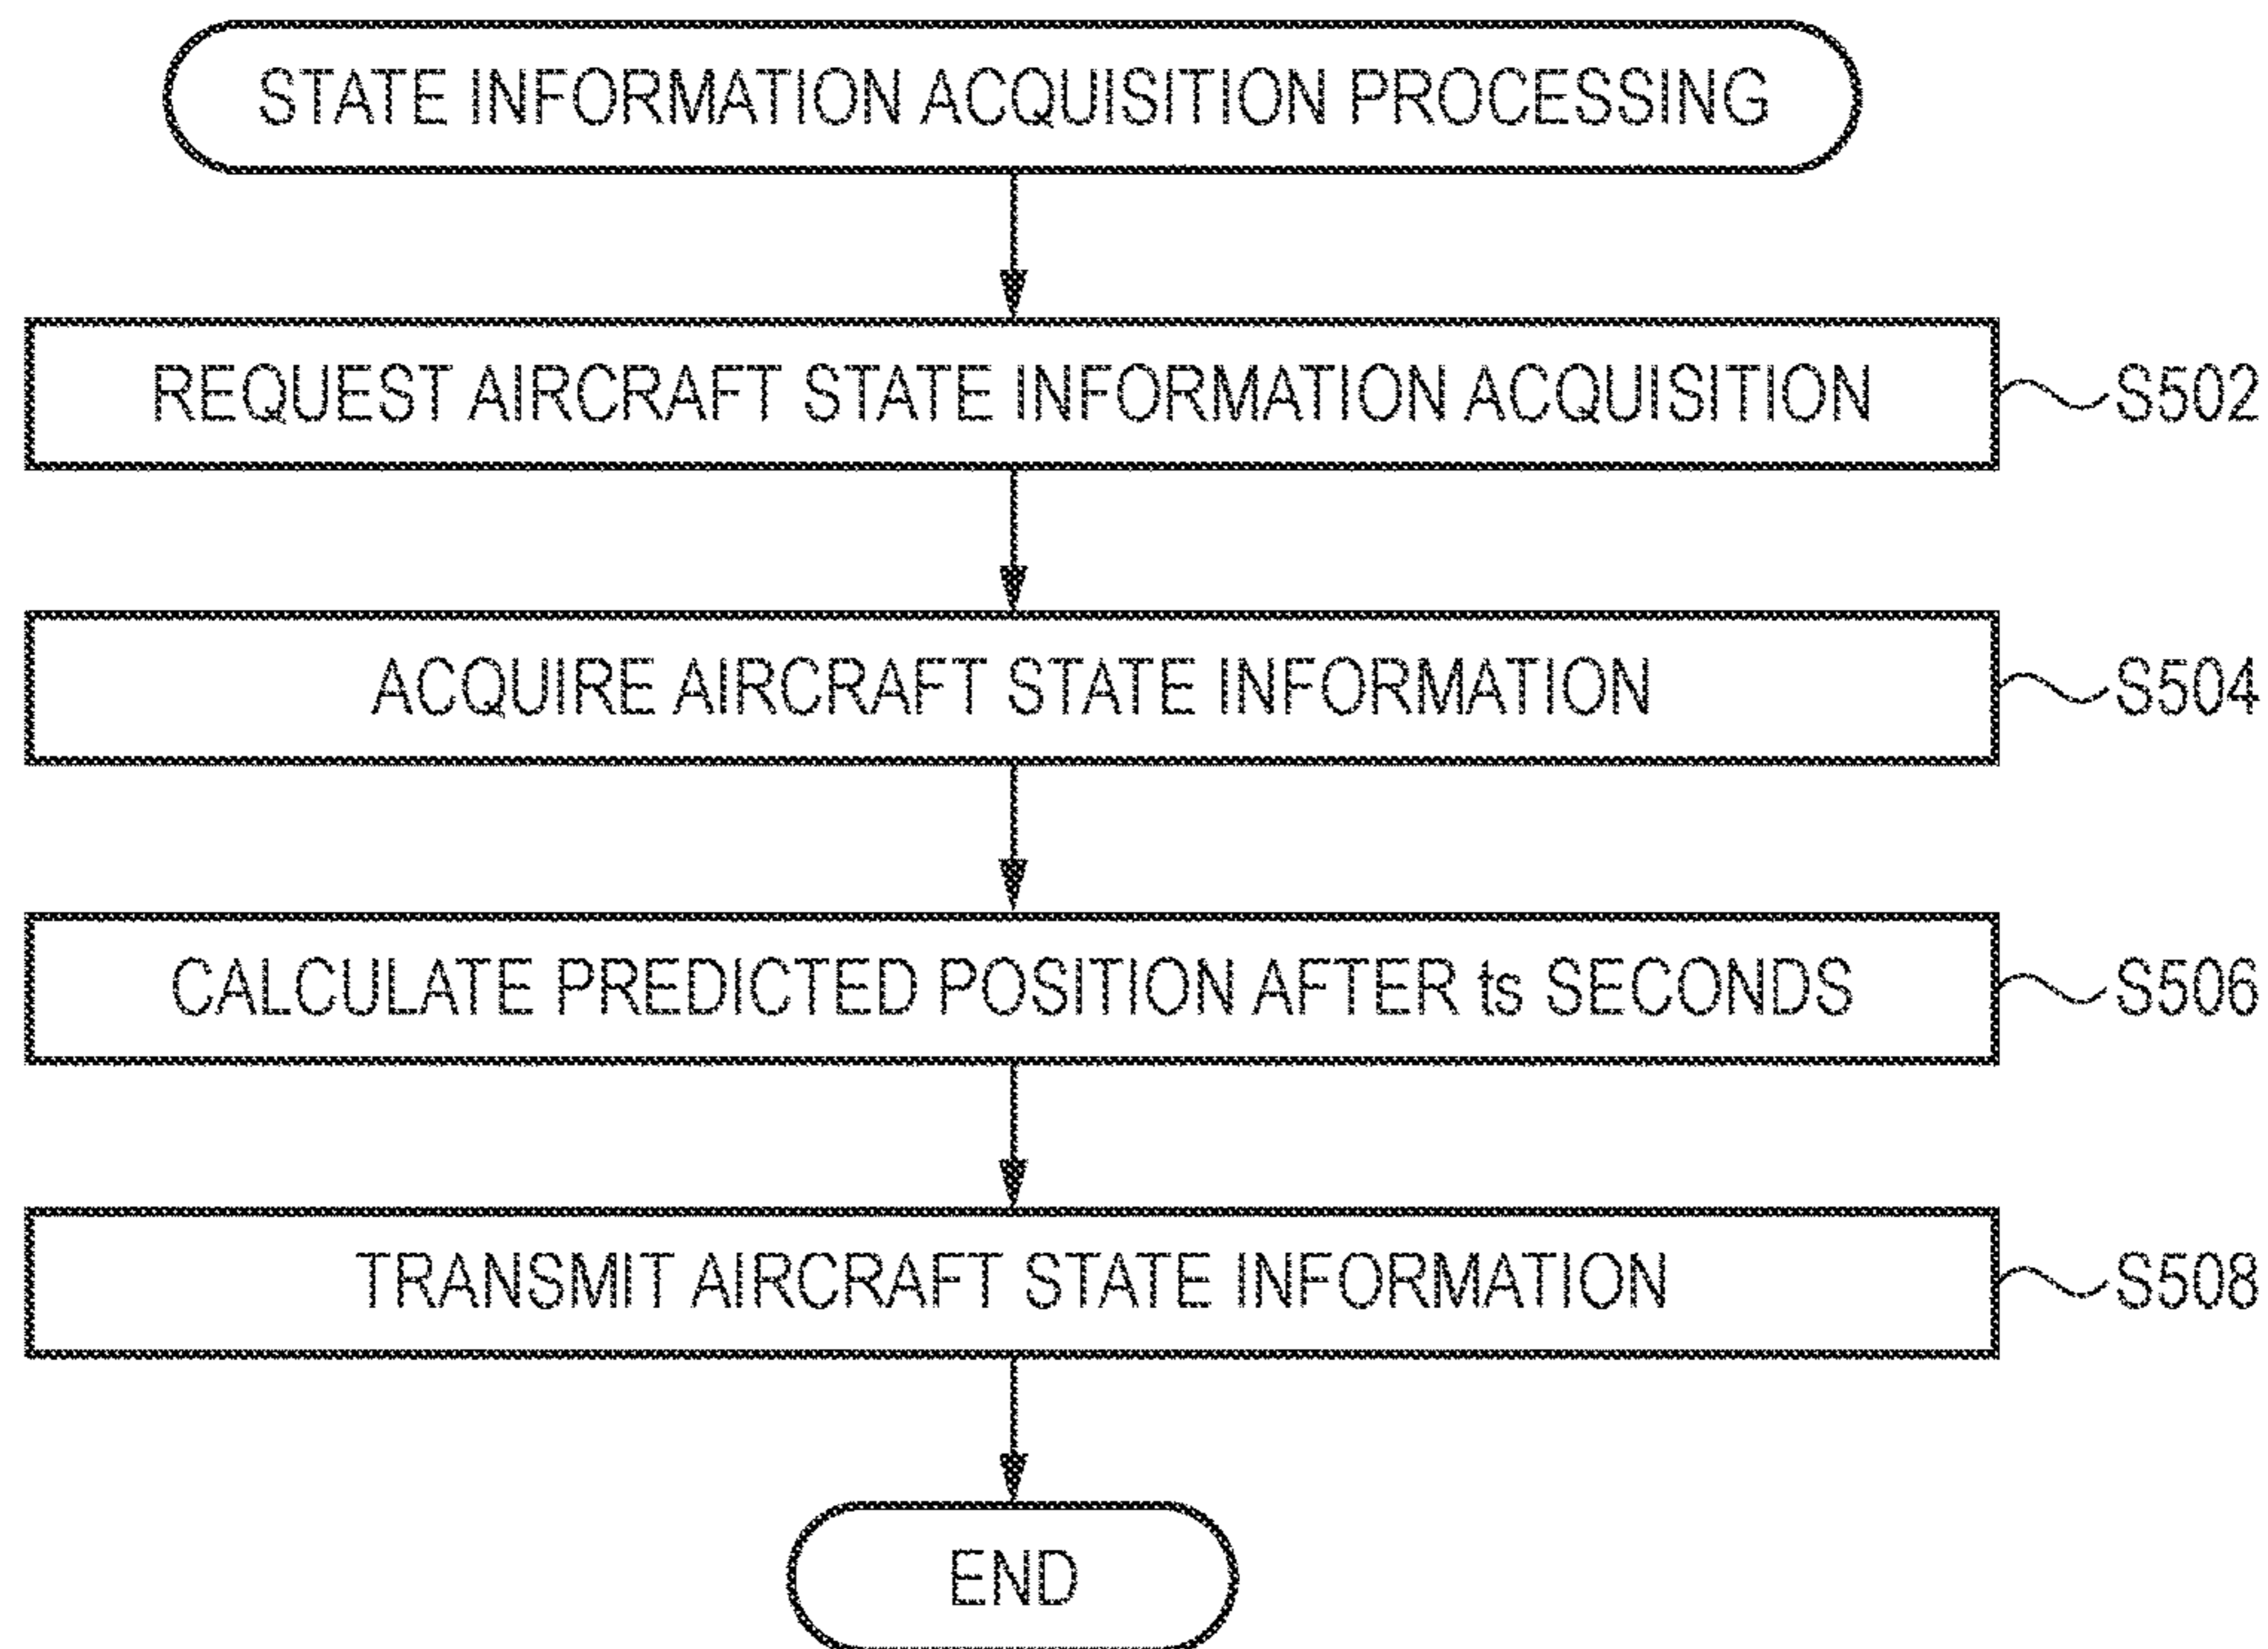 STATE INFORMATION ACQUISITION PROCESSING
REQUEST AIRCRAFT STATE INFORMATION ACQUISITION
S502
ACQUIRE AIRCRAFT STATE INFORMATION
S504
CALCULATE PREDICTED POSITION AFTER ts SECONDS
S506
TRANSMIT AIRCRAFT STATE INFORMATION
S508
END